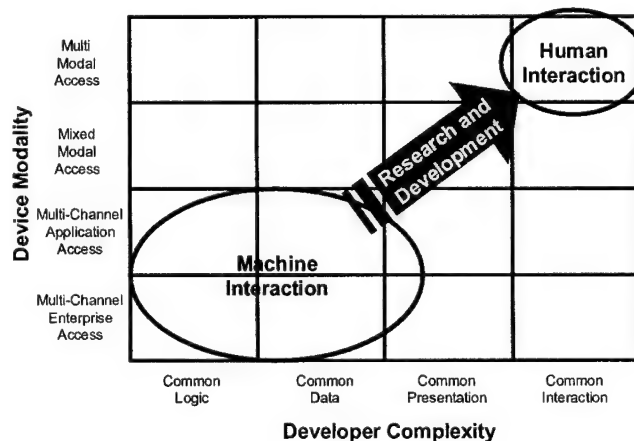 Multi
Modal
Access
Human
Interaction
Device Modality
Mixed
Modal
Access
Research and
Development
Multi-Channel
Application
Access
Machine
Interaction
Multi-Channel
Enterprise
Access
Common
Logic
Common
Data
Common
Presentation
Common
Interaction
Developer Complexity